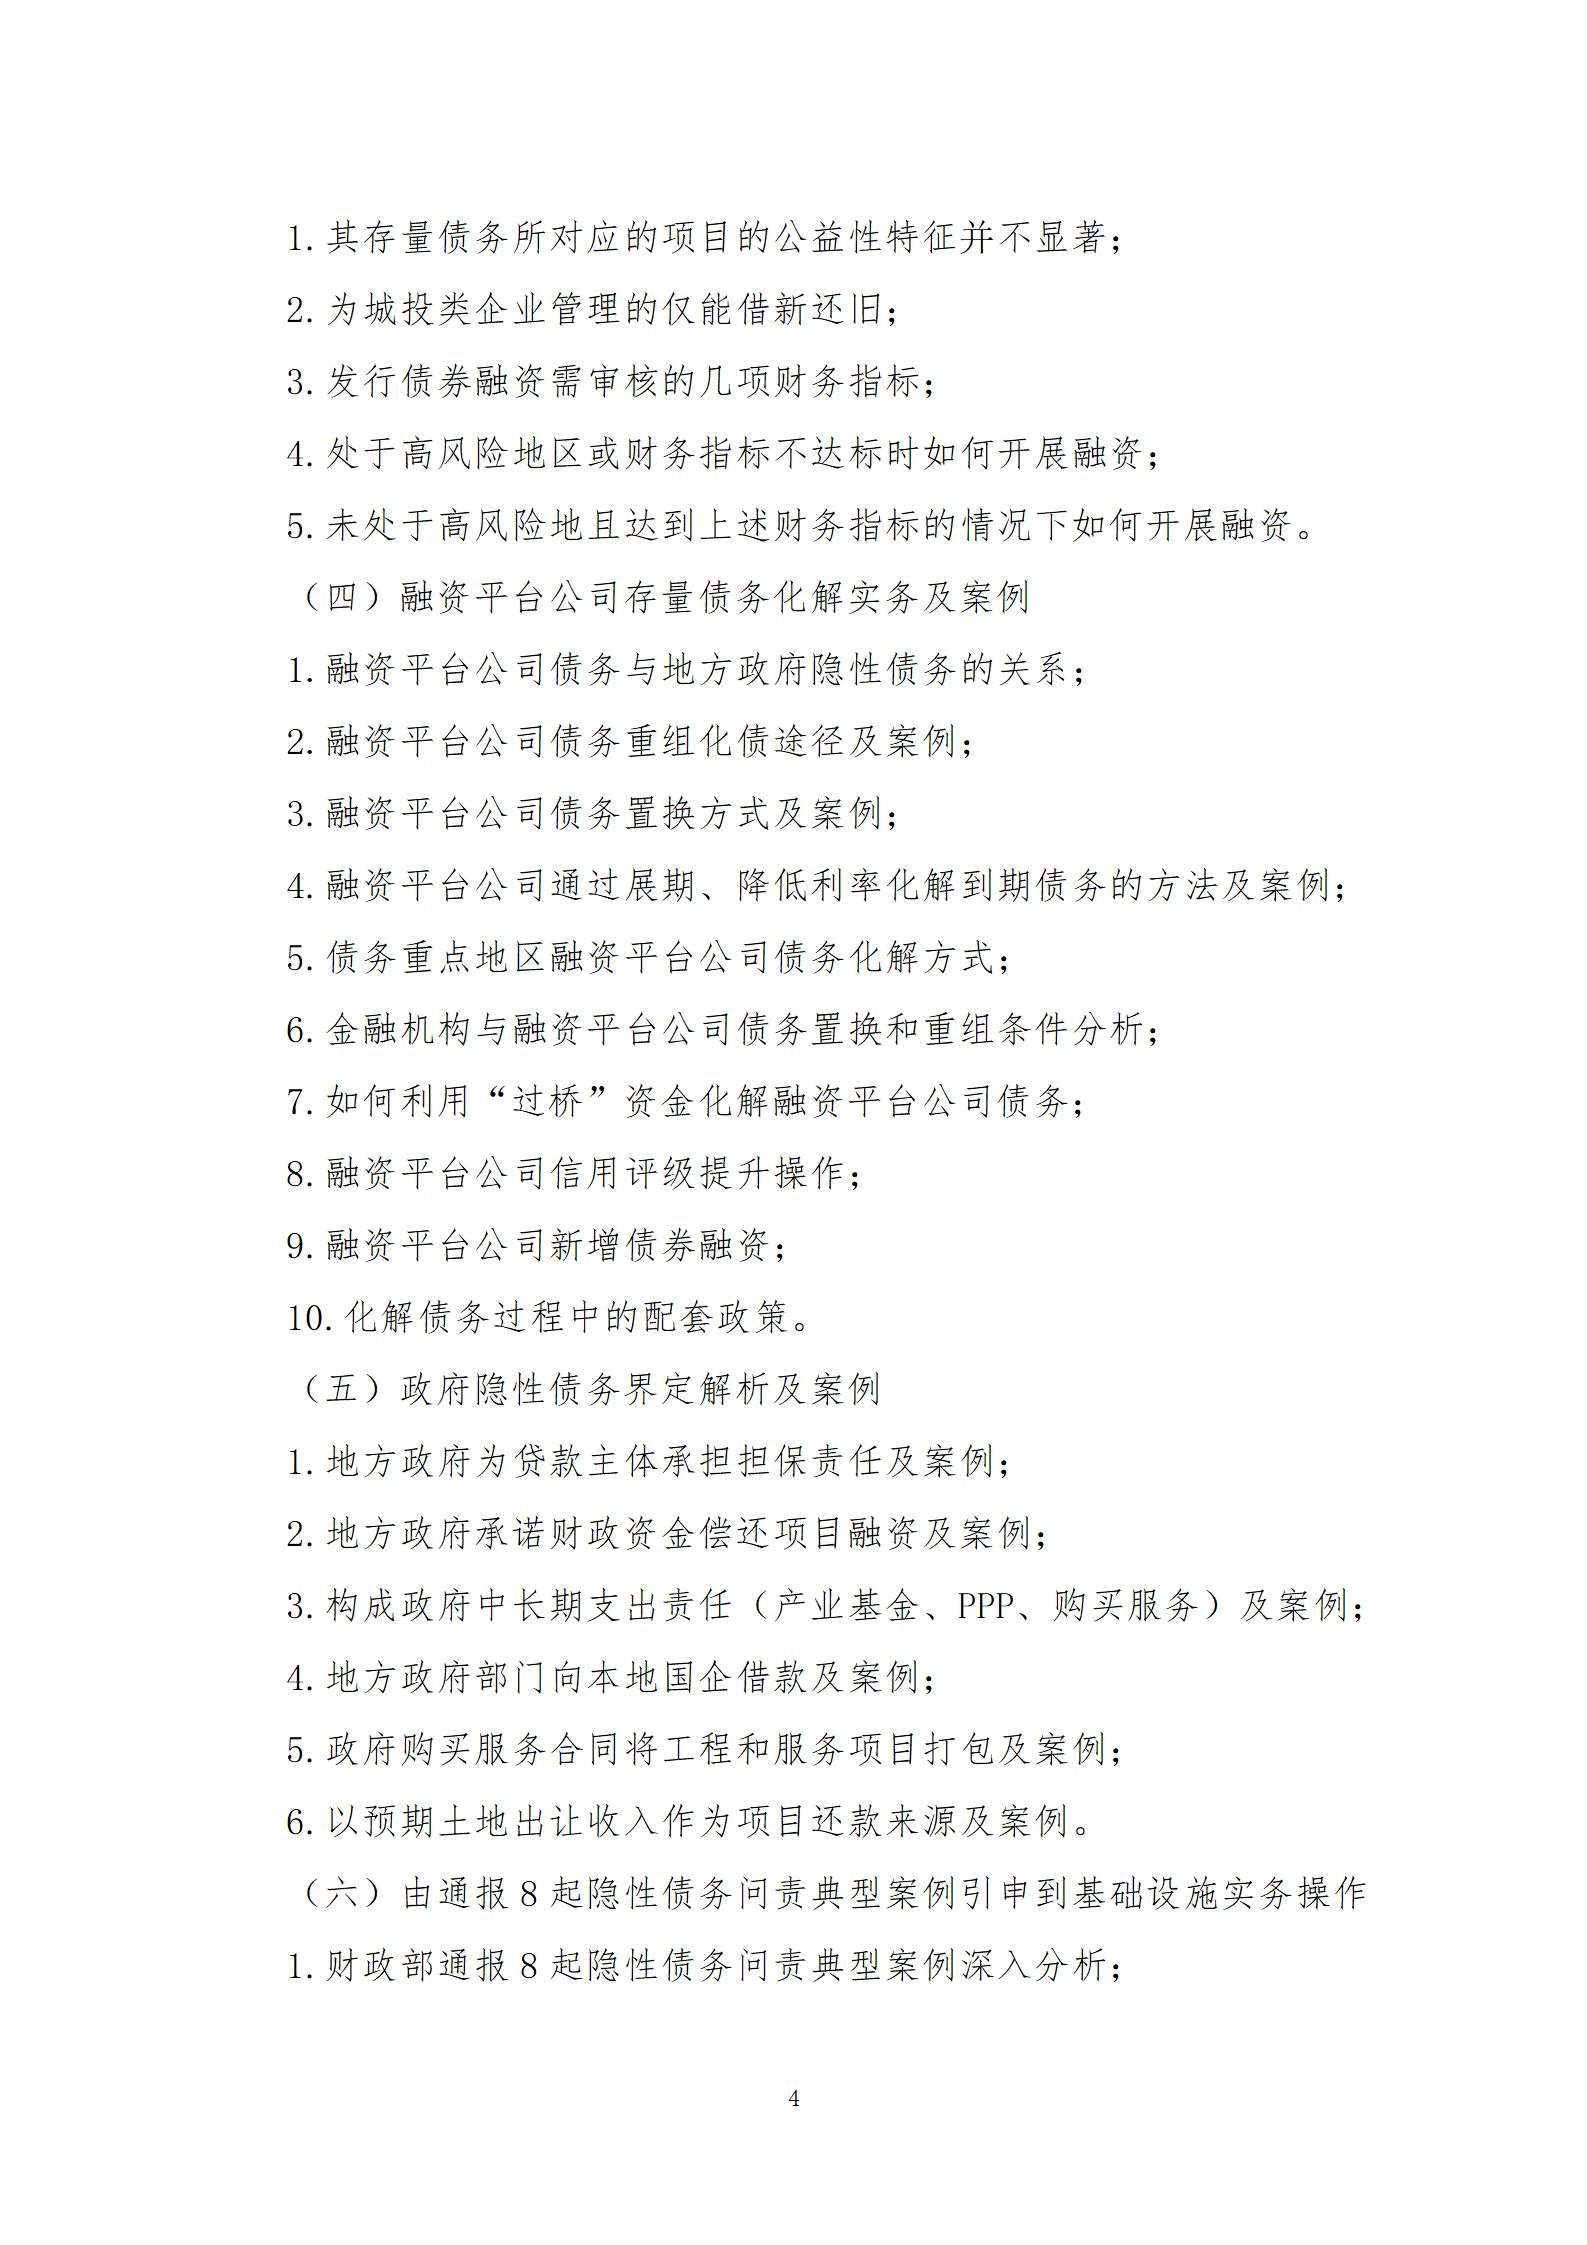 1.其存量债务所对应的项目的公益性特征并不显著；
2.为城投类企业管理的仅能借新还旧；
3.发行债券融资需审核的几项财务指标；
4.处于高风险地区或财务指标不达标时如何开展融资；
5.未处于高风险地且达到上述财务指标的情况下如何开展融资。
（四）融资平台公司存量债务化解实务及案例
1.融资平台公司债务与地方政府隐性债务的关系；
2.融资平台公司债务重组化债途径及案例；
3.融资平台公司债务置换方式及案例；
4.融资平台公司通过展期、降低利率化解到期债务的方法及案例；
5.债务重点地区融资平台公司债务化解方式；
6.金融机构与融资平台公司债务置换和重组条件分析；
7.如何利用“过桥”资金化解融资平台公司债务；
8.融资平台公司信用评级提升操作；
9.融资平台公司新增债券融资；
10.化解债务过程中的配套政策。
（五）政府隐性债务界定解析及案例
1.地方政府为贷款主体承担担保责任及案例；
2.地方政府承诺财政资金偿还项目融资及案例；
3.构成政府中长期支出责任（产业基金、PPP、购买服务）及案例；
4.地方政府部门向本地国企借款及案例；
5.政府购买服务合同将工程和服务项目打包及案例；
6.以预期土地出让收入作为项目还款来源及案例。
（六）由通报8起隐性债务问责典型案例引申到基础设施实务操作
1.财政部通报8起隐性债务问责典型案例深入分析；
4